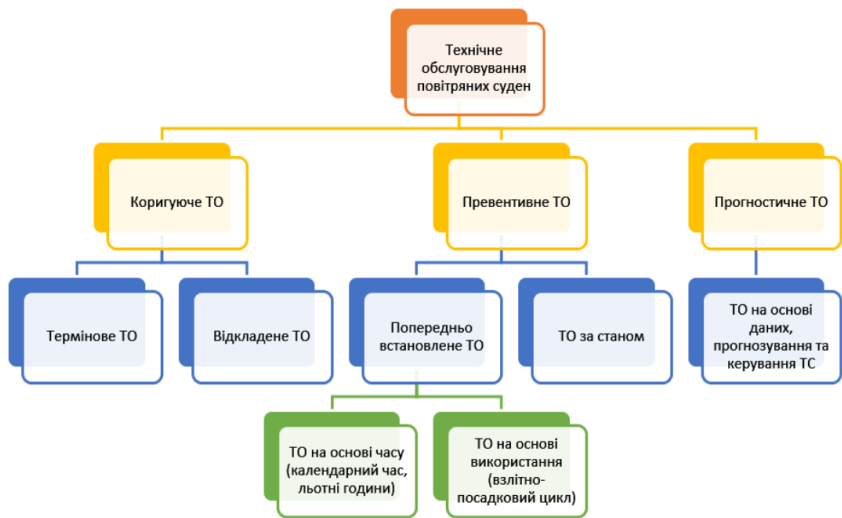 Технічне
обслуговування
повітряних суден
Коригуюче ТО
Превентивне ТО
Прогностичне ТО
Термінове ТО
Відкладене ТО
Попередньо
встановлене ТО
ТО за станом
ТО на основі
даних,
прогнозування та
керування ТС
ТО на основі часу
(календарний час,
льотні години)
ТО на основі
використання
(взлітно-
посадковий цикл)